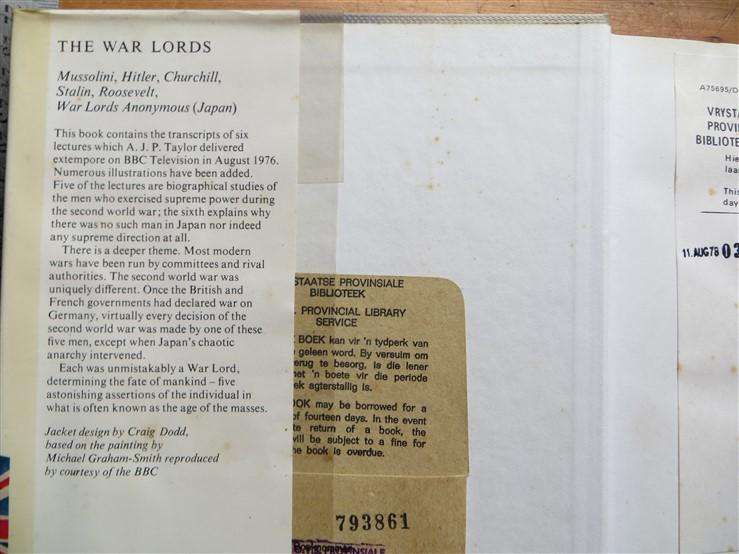 THE WAR LORDS
Mussolini, Hitler, Churchill,
Stalin, Roosevelt,
War Lords Anonymous (Japan)
This book contains the transcripts of six
lectures which A. J. P. Taylor delivered
extempore on BBC Television in August 1976.
Numerous illustrations have been added.
Five of the lectures are biographical studies of
the men who exercised supreme power during
the second world war; the sixth explains why
there was no such man in Japan nor indeed
any supreme direction at all.
There is a deeper theme. Most modern
wars have been run by committees and rival
authorities. The second world war was
uniquely different. Once the British and
French governments had declared war on
Germany, virtually every decision of the
second world war was made by one of these
five men, except when Japan's chaotic
anarchy intervened.
Each was unmistakably a War Lord,
determining the fate of mankind – five
astonishing assertions of the individual in
what is often known as the age of the masses.
Jacket design by Craig Dodd,
based on the painting by
Michael Graham-Smith reproduced
by courtesy of the BBC
STAATSE PROVINSIALE
BIBLIOTEEK
PROVINCIAL LIBRARY
SERVICE
BOEK kan vir 'n tydperk van
geleen word. By versuim om
erug te besorg, is die lener
et 'n boete vir die periode
ek agterstallig is.
OOK may be borrowed for a
of fourteen days. In the event
return of a book, the
will be subject to a fine for
he book is overdue.
793861
A75695/D
VRYST
PROVI
BIBLIOTE
Hie
laa
This
day
11. AUG 78